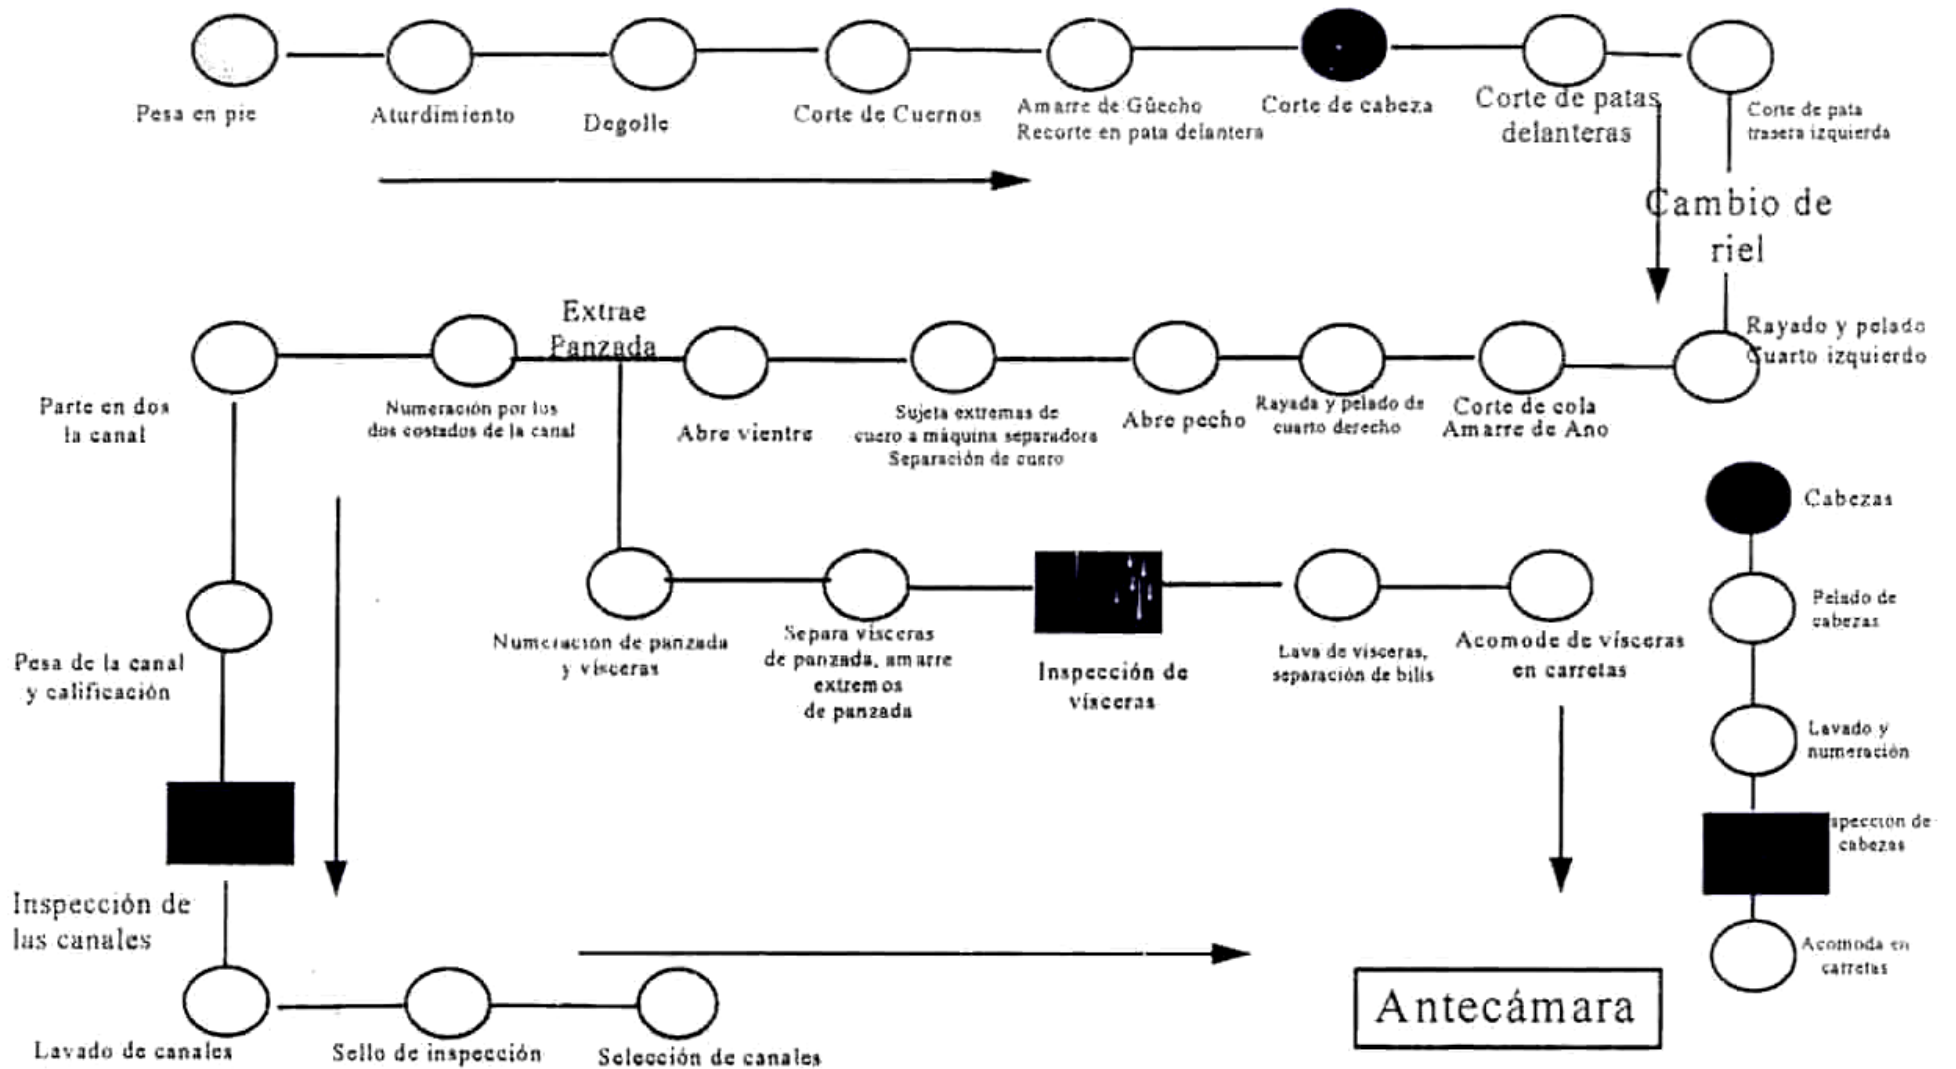 Pesa en pie
Aturdimiento
Degolle
Corte de Cuernos
Amarre de Güecho
Recorte en pata delantera
Corte de cabeza
Corte de patas
delanteras
Corte de pata
trasera izquierda
Cambio de
riel
Rayado y pelado
Cuarto izquierdo
Corte de cola
Amarre de Ano
Rayada y pelado de
cuarto derecho
Abre pecho
Sujeta extremas de
cuero a máquina separadora
Separación de cuero
Abre vientre
Extrae
Panzada
Numeración por los
dos costados de la canal
Parte en dos
la canal
Numeración de panzada
y vísceras
Separa vísceras
de panzada, amarre
extremos
de panzada
Inspección de
vísceras
Lava de vísceras,
separación de bilis
Acomode de vísceras
en carretas
Cabezas
Pelado de
cabezas
Lavado y
numeración
spección de
cabezas
Acomoda en
carretas
Pesa de la canal
y calificación
Inspección de
las canales
Lavado de canales
Sello de inspección
Selección de canales
Antecámara